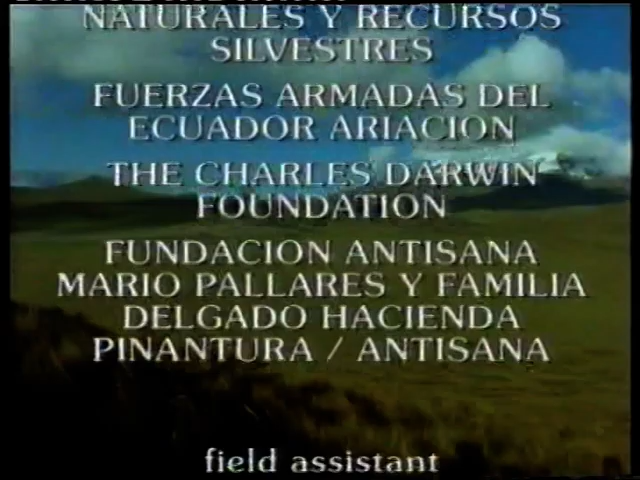 NATURALES Y RECURSOS
SILVESTRES
FUERZAS ARMADAS DEL
ECUADOR ARIACION
THE CHARLES DARWIN
FOUNDATION
FUNDACION ANTISANA
MARIO PALLARES Y FAMILIA
DELGADO HACIENDA
PINANTURA / ANTISANA
field assistant